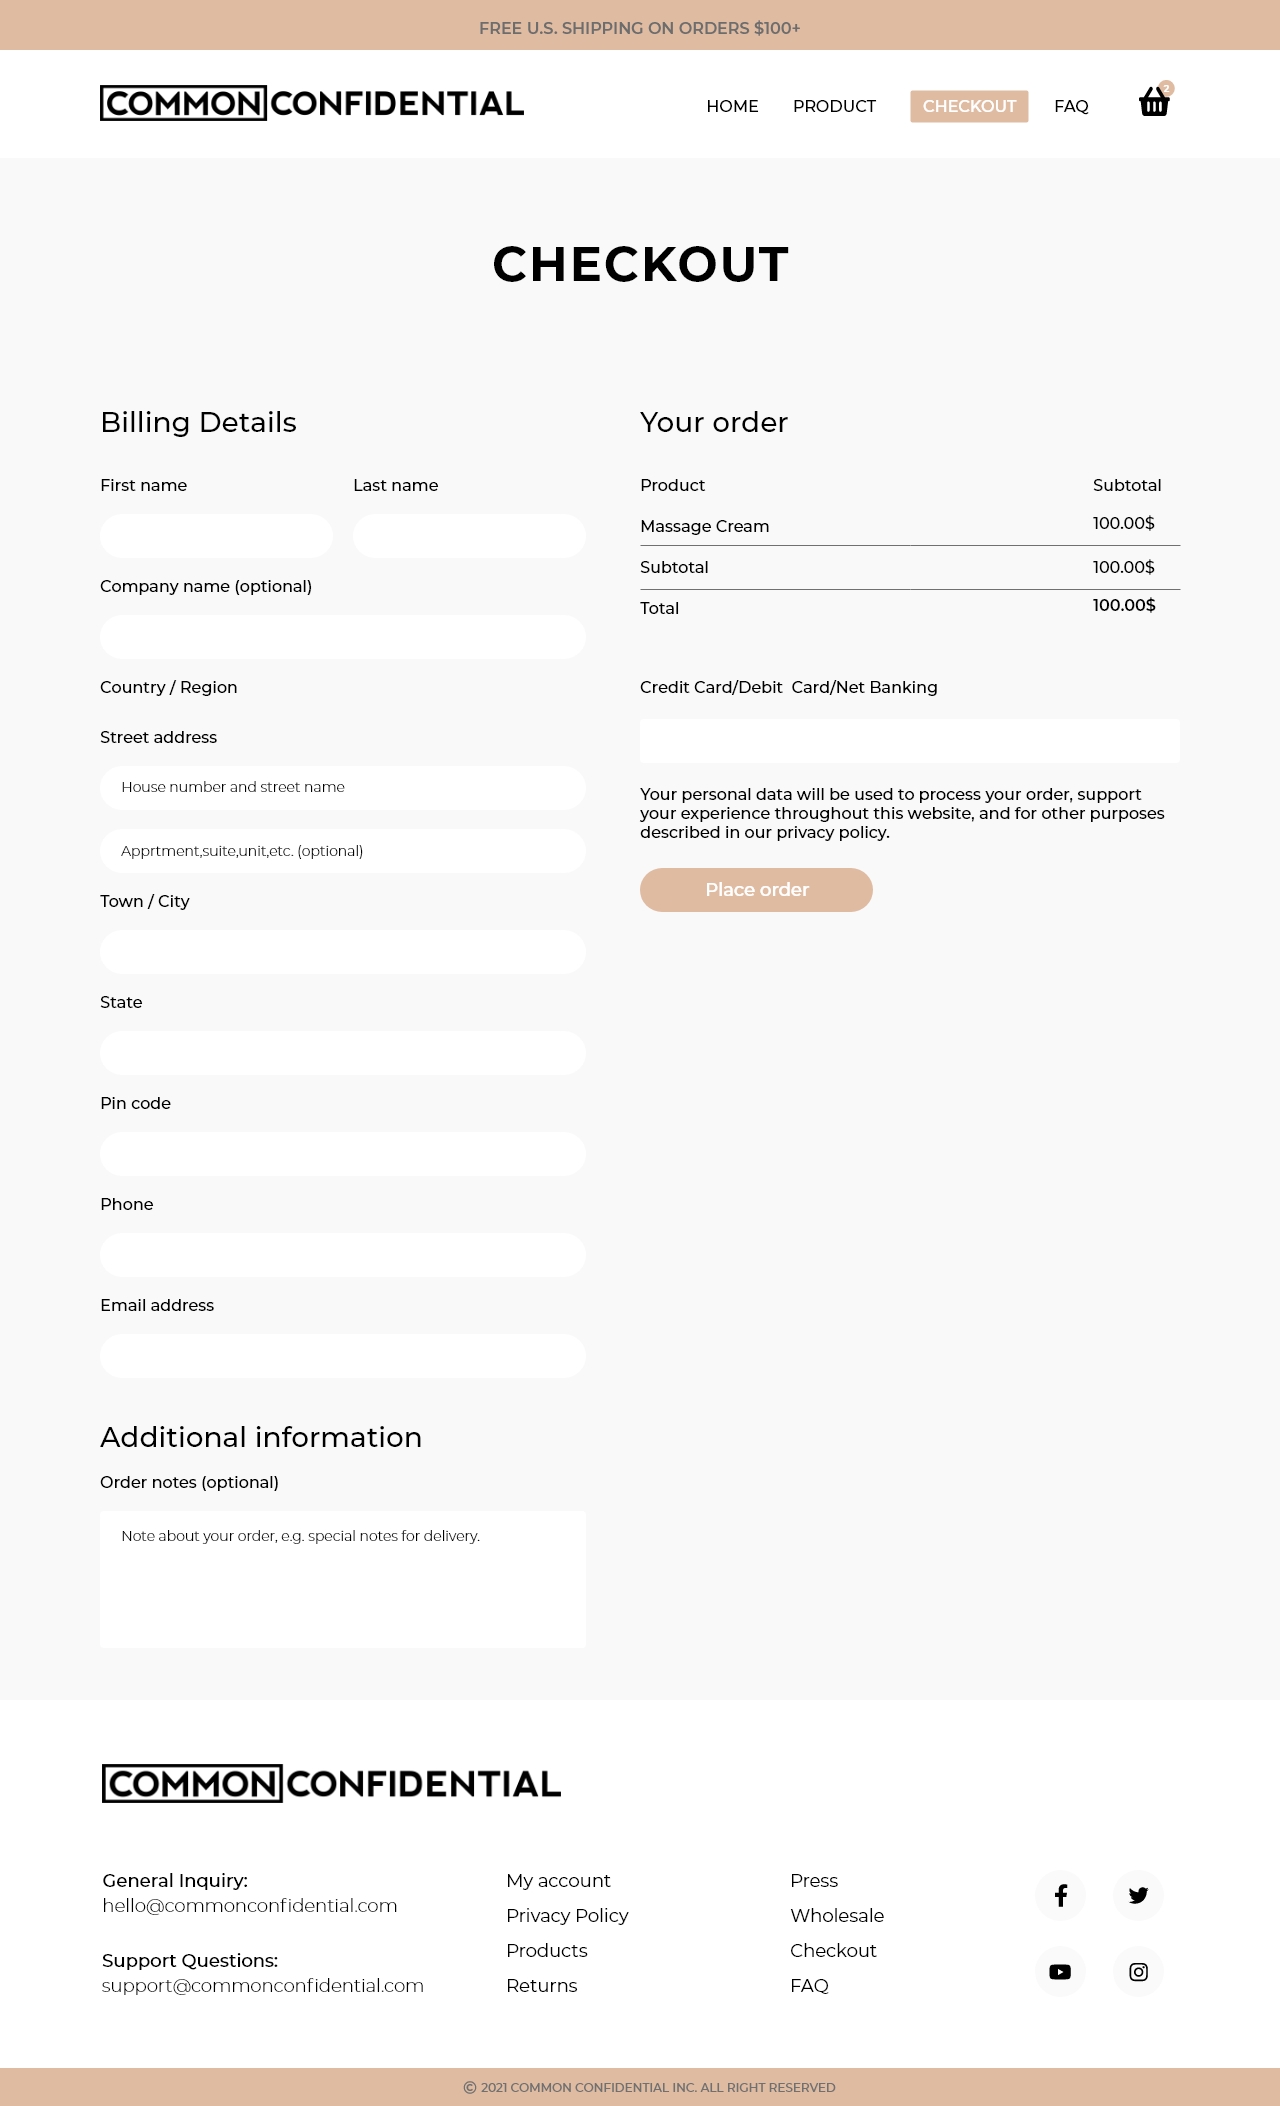 FREE U.S. SHIPPING ON ORDERS $100+
COMMON CONFIDENTIAL
HOME PRODUCT CHECKOUT FAQ 2
CHECKOUT
Billing Details
First name Last name
Company name (optional)
Country / Region
Street address
House number and street name
Apprtment,suite,unit,etc. (optional)
Town / City
State
Pin code
Phone
Email address
Additional information
Order notes (optional)
Note about your order, e.g. special notes for delivery.
Your order
Product Subtotal
Massage Cream 100.00$
Subtotal 100.00$
Total 100.00$
Credit Card/Debit  Card/Net Banking
Your personal data will be used to process your order, support
your experience throughout this website, and for other purposes
described in our privacy policy.
Place order
COMMON CONFIDENTIAL
General Inquiry:
hello@commonconfidential.com
Support Questions:
support@commonconfidential.com
My account
Privacy Policy
Products
Returns
Press
Wholesale
Checkout
FAQ
© 2021 COMMON CONFIDENTIAL INC. ALL RIGHT RESERVED